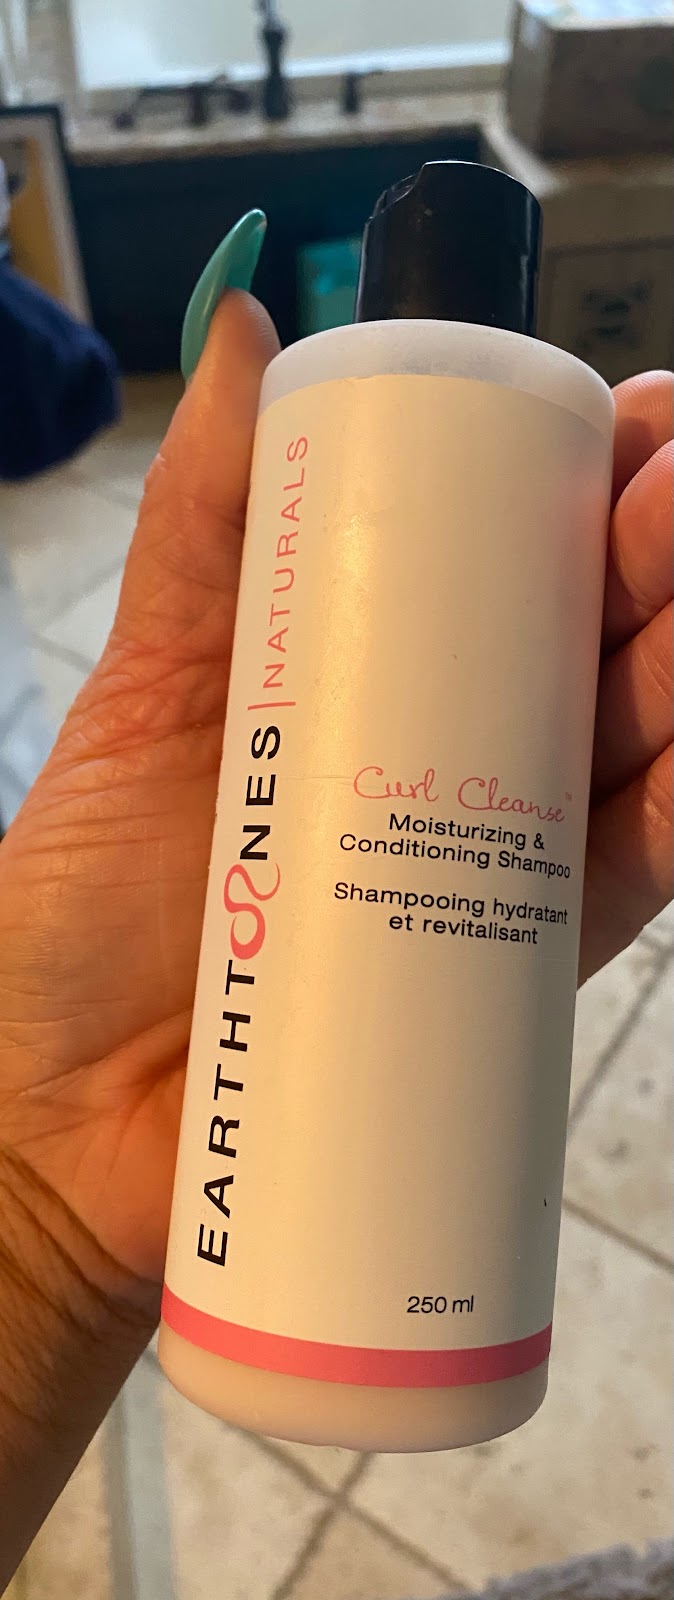 EARTHTONES | NATURALS
Curl Cleanse™
Moisturizing &
Conditioning Shampoo
Shampooing hydratant
et revitalisant
250 ml